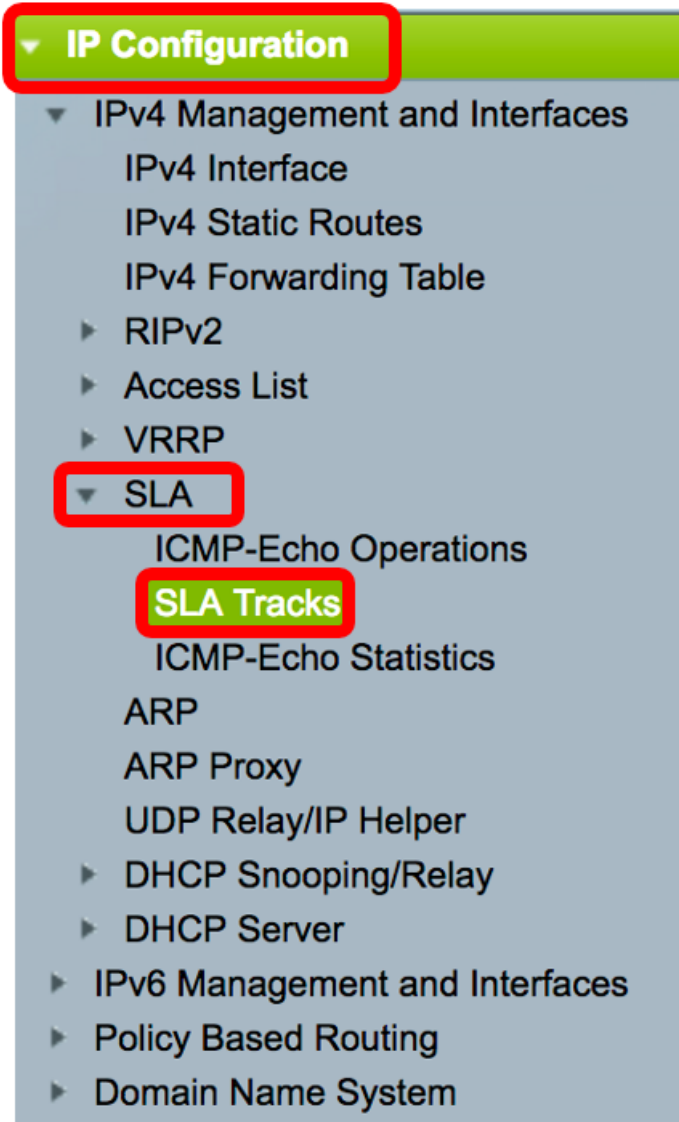 IP Configuration
IPv4 Management and Interfaces
IPv4 Interface
IPv4 Static Routes
IPv4 Forwarding Table
RIPv2
Access List
VRRP
SLA
ICMP-Echo Operations
SLA Tracks
ICMP-Echo Statistics
ARP
ARP Proxy
UDP Relay/IP Helper
DHCP Snooping/Relay
DHCP Server
IPv6 Management and Interfaces
Policy Based Routing
Domain Name System